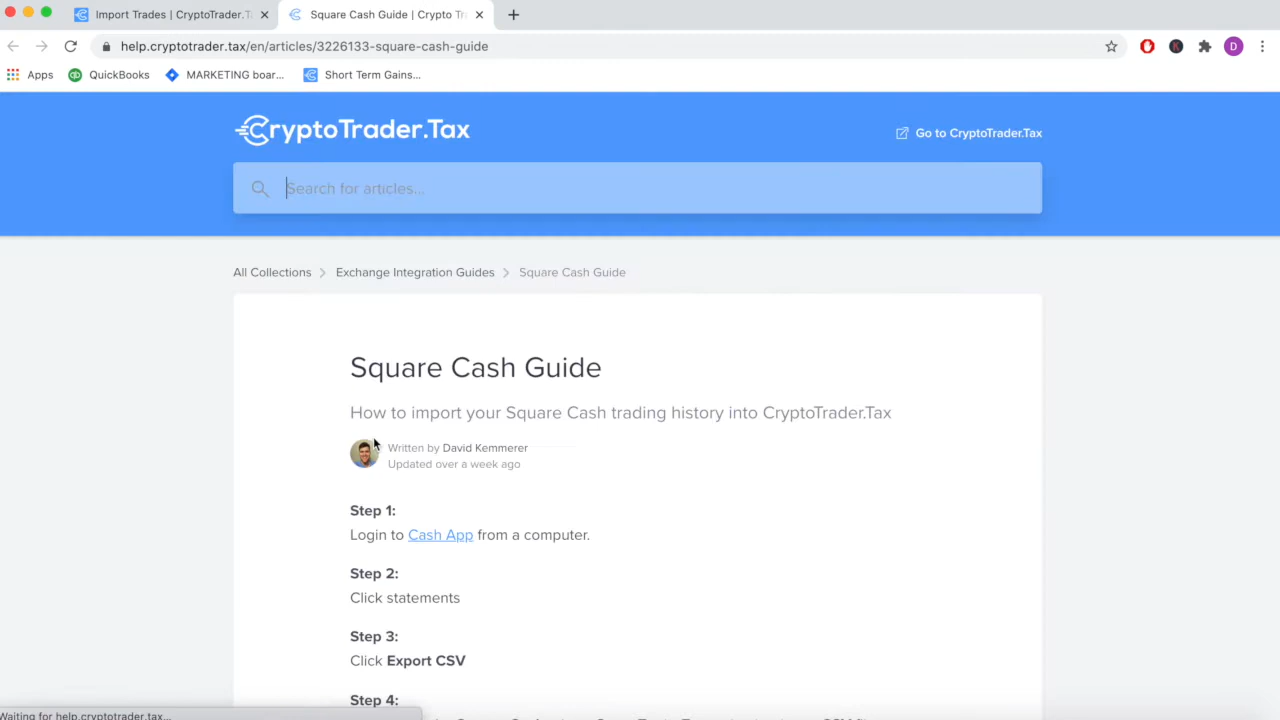 Import Trades | CryptoTrader.T
Square Cash Guide | Crypto Tr
help.cryptotrader.tax/en/articles/3226133-square-cash-guide
D
Apps
QuickBooks
MARKETING boar...
Short Term Gains...
CryptoTrader.Tax
Go to CryptoTrader.Tax
Search for articles...
All Collections
Exchange Integration Guides
Square Cash Guide
Square Cash Guide
How to import your Square Cash trading history into CryptoTrader.Tax
Written by David Kemmerer
Updated over a week ago
Step 1:
Login to Cash App from a computer.
Step 2:
Click statements
Step 3:
Click Export CSV
Step 4:
Waiting for help.cryptotrader.tax...